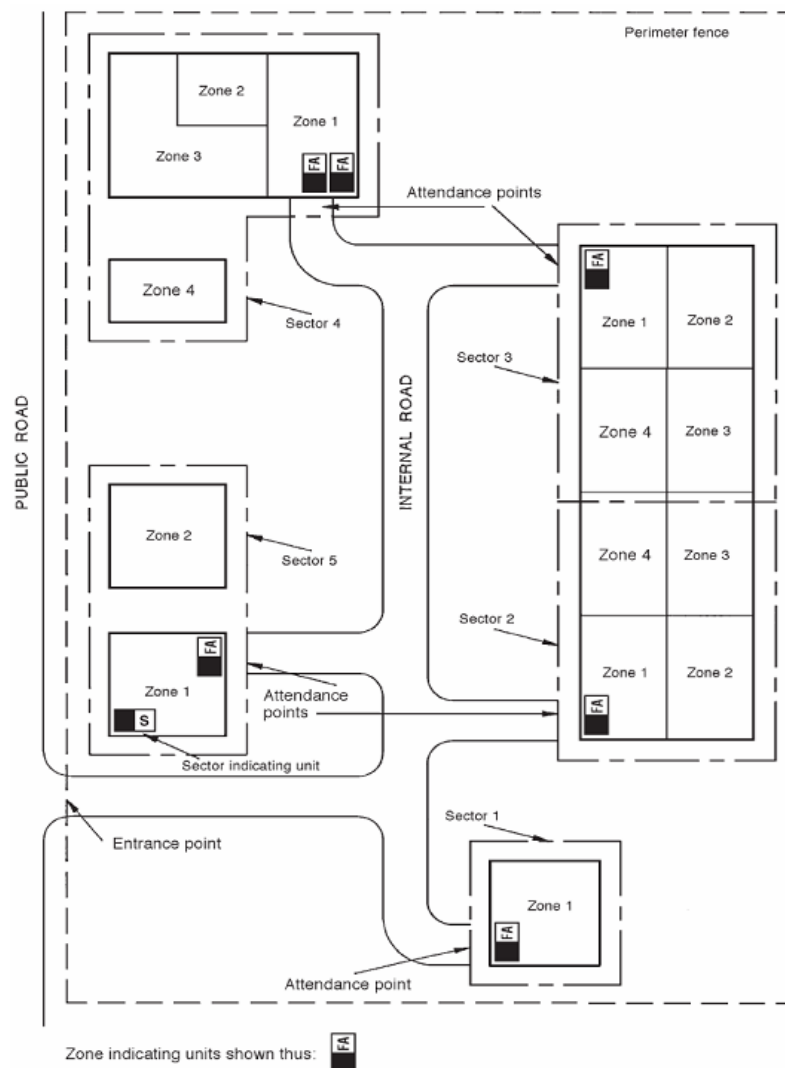 Perimeter fence
Zone 2
Zone 1
Zone 3
FA
FA
Attendance points
Zone 4
Sector 4
FA
Zone 1
Zone 2
Sector 3
Zone 4
Zone 3
PUBLIC ROAD
INTERNAL ROAD
Zone 2
Sector 5
Zone 4
Zone 3
Sector 2
FA
Zone 1
Zone 1
Zone 2
Attendance
points
FA
S
Sector indicating unit
Sector 1
Entrance point
Zone 1
FA
Attendance
point
Zone indicating units shown thus:
FA